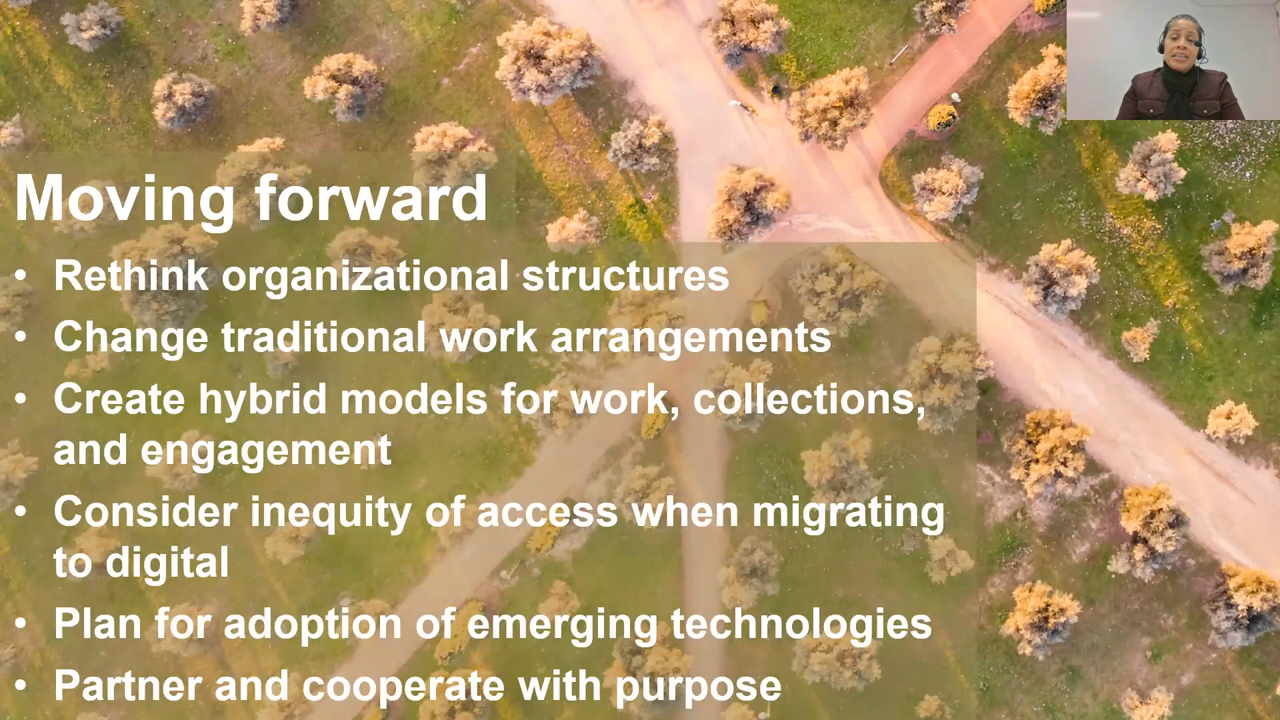 Moving forward
• Rethink organizational structures
• Change traditional work arrangements
• Create hybrid models for work, collections,
and engagement
• Consider inequity of access when migrating
to digital
• Plan for adoption of emerging technologies
• Partner and cooperate with purpose